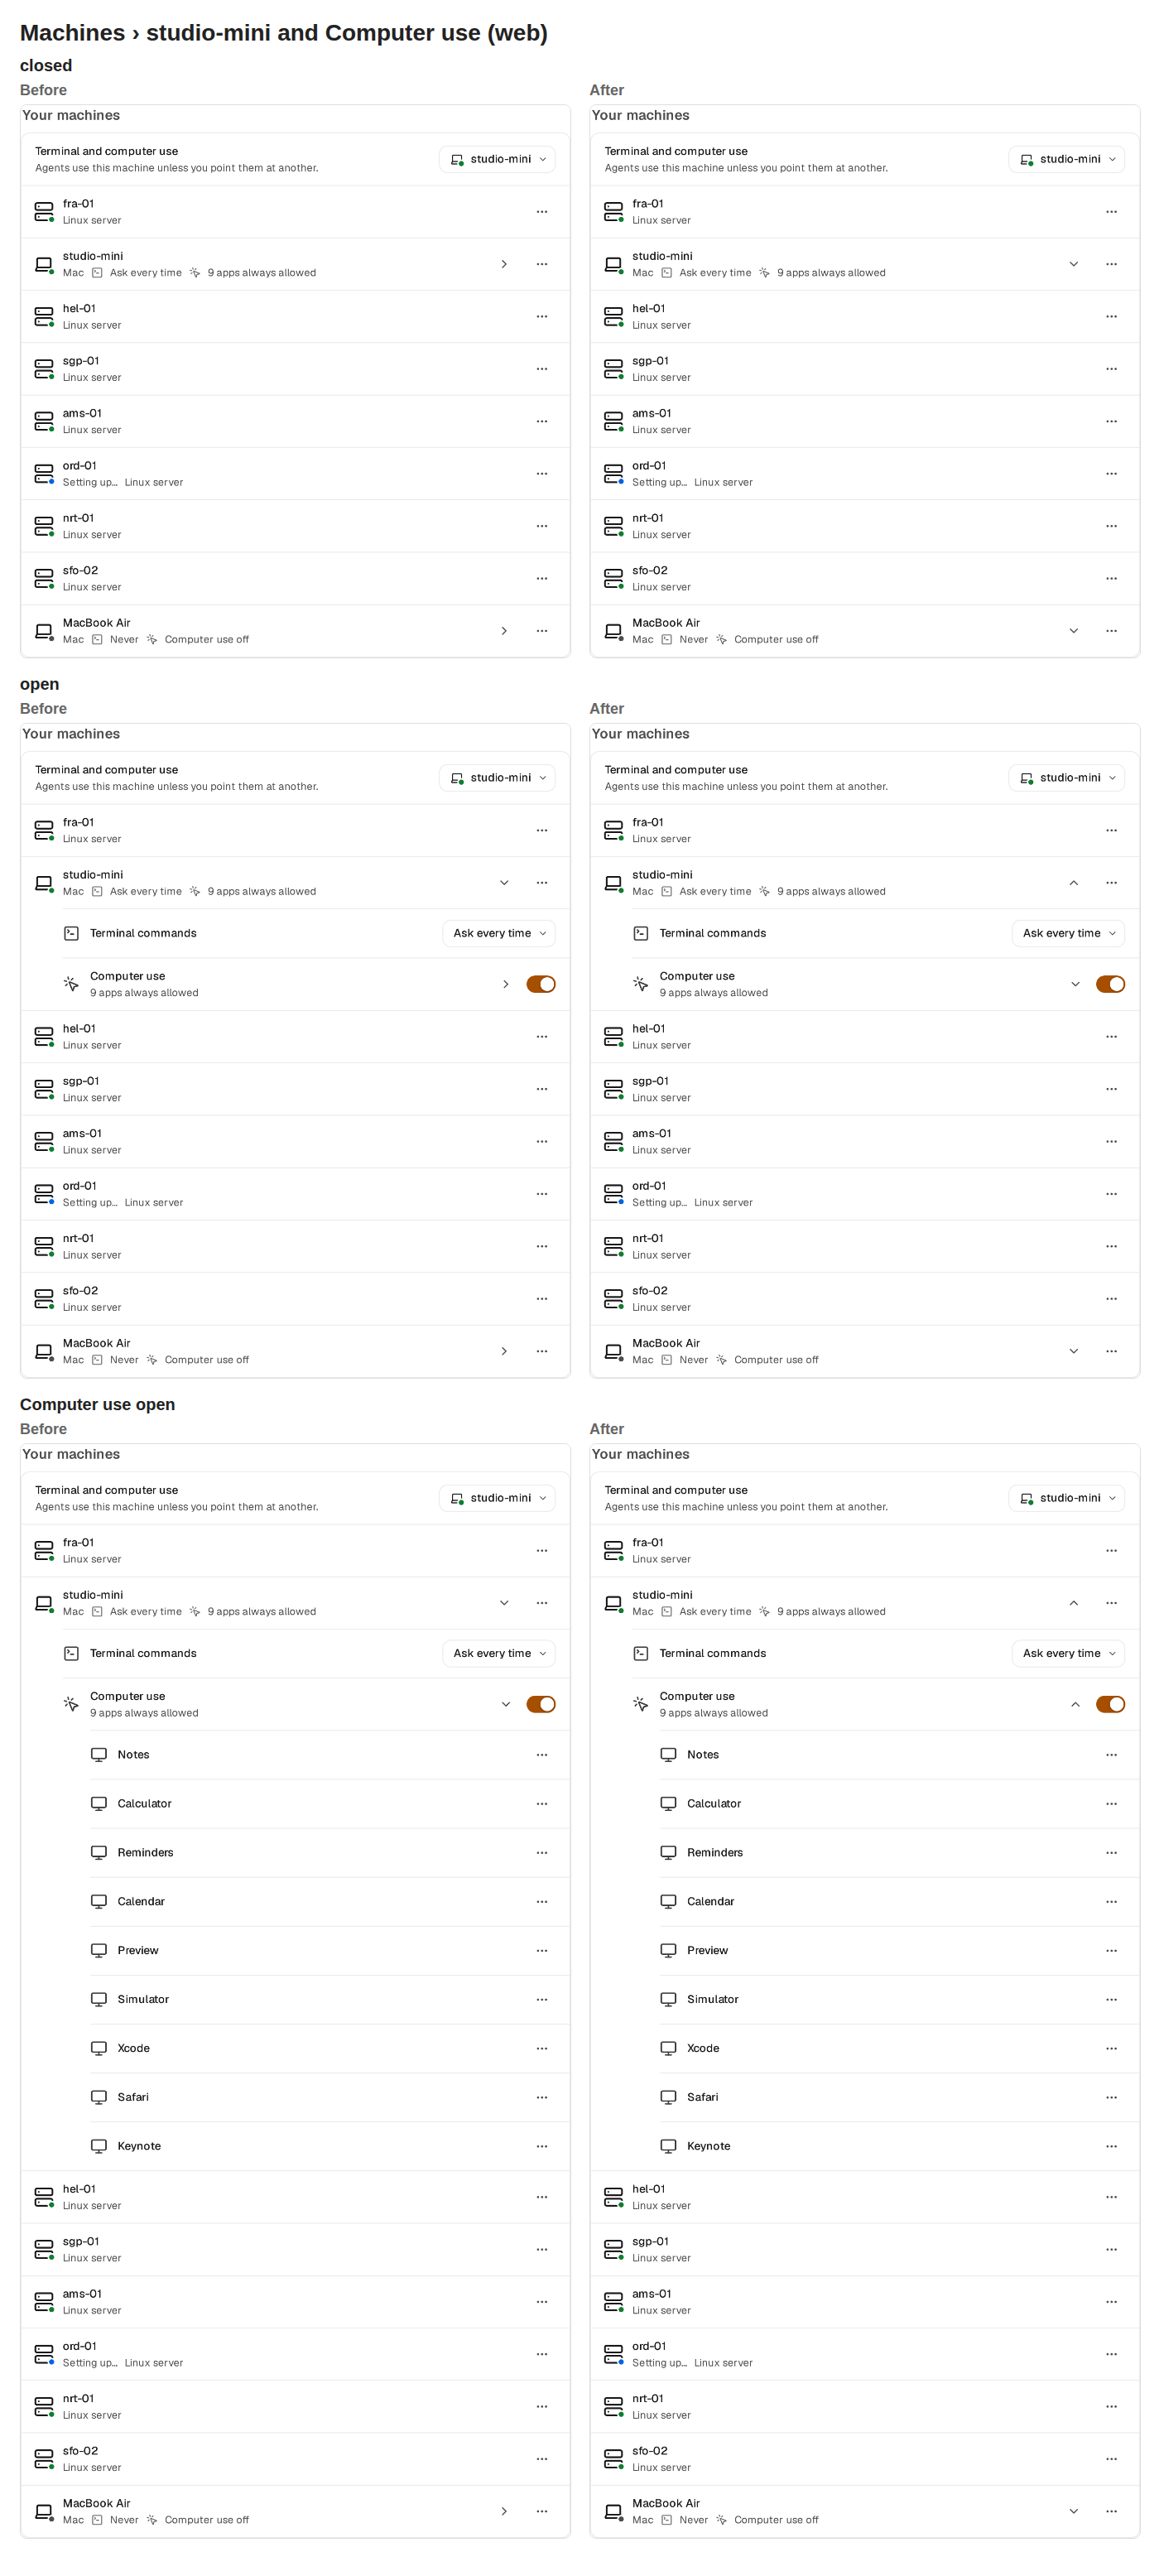 Machines › studio-mini and Computer use (web)
closed
Before
Your machines
Terminal and computer use
Agents use this machine unless you point them at another.
studio-mini
fra-01
Linux server
studio-mini
Mac Ask every time 9 apps always allowed
hel-01
Linux server
sgp-01
Linux server
ams-01
Linux server
ord-01
Setting up… Linux server
nrt-01
Linux server
sfo-02
Linux server
MacBook Air
Mac Never Computer use off
After
Your machines
Terminal and computer use
Agents use this machine unless you point them at another.
studio-mini
fra-01
Linux server
studio-mini
Mac Ask every time 9 apps always allowed
hel-01
Linux server
sgp-01
Linux server
ams-01
Linux server
ord-01
Setting up… Linux server
nrt-01
Linux server
sfo-02
Linux server
MacBook Air
Mac Never Computer use off
open
Before
Your machines
Terminal and computer use
Agents use this machine unless you point them at another.
studio-mini
fra-01
Linux server
studio-mini
Mac Ask every time 9 apps always allowed
Terminal commands
Ask every time
Computer use
9 apps always allowed
hel-01
Linux server
sgp-01
Linux server
ams-01
Linux server
ord-01
Setting up… Linux server
nrt-01
Linux server
sfo-02
Linux server
MacBook Air
Mac Never Computer use off
After
Your machines
Terminal and computer use
Agents use this machine unless you point them at another.
studio-mini
fra-01
Linux server
studio-mini
Mac Ask every time 9 apps always allowed
Terminal commands
Ask every time
Computer use
9 apps always allowed
hel-01
Linux server
sgp-01
Linux server
ams-01
Linux server
ord-01
Setting up… Linux server
nrt-01
Linux server
sfo-02
Linux server
MacBook Air
Mac Never Computer use off
Computer use open
Before
Your machines
Terminal and computer use
Agents use this machine unless you point them at another.
studio-mini
fra-01
Linux server
studio-mini
Mac Ask every time 9 apps always allowed
Terminal commands
Ask every time
Computer use
9 apps always allowed
Notes
Calculator
Reminders
Calendar
Preview
Simulator
Xcode
Safari
Keynote
hel-01
Linux server
sgp-01
Linux server
ams-01
Linux server
ord-01
Setting up… Linux server
nrt-01
Linux server
sfo-02
Linux server
MacBook Air
Mac Never Computer use off
After
Your machines
Terminal and computer use
Agents use this machine unless you point them at another.
studio-mini
fra-01
Linux server
studio-mini
Mac Ask every time 9 apps always allowed
Terminal commands
Ask every time
Computer use
9 apps always allowed
Notes
Calculator
Reminders
Calendar
Preview
Simulator
Xcode
Safari
Keynote
hel-01
Linux server
sgp-01
Linux server
ams-01
Linux server
ord-01
Setting up… Linux server
nrt-01
Linux server
sfo-02
Linux server
MacBook Air
Mac Never Computer use off